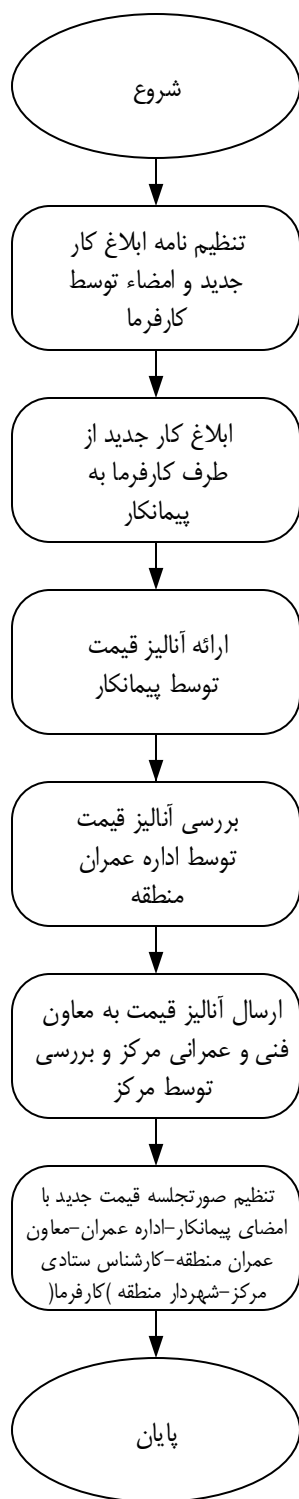 شروع
تنظیم نامه ابلاغ کار
جدید و امضاء توسط
کارفرما
ابلاغ کار جدید از
طرف کارفرما به
پیمانکار
ارائه آنالیز قیمت
توسط پیمانکار
بررسی آنالیز قیمت
توسط اداره عمران
منطقه
ارسال آنالیز قیمت به معاون
فنی و عمرانی مرکز و بررسی
توسط مرکز
تنظیم صورتجلسه قیمت جدید با
امضای پیمانکار-اداره عمران-معاون
عمران منطقه-کارشناس ستادی
مرکز-شهردار منطقه )کارفرما(
پایان